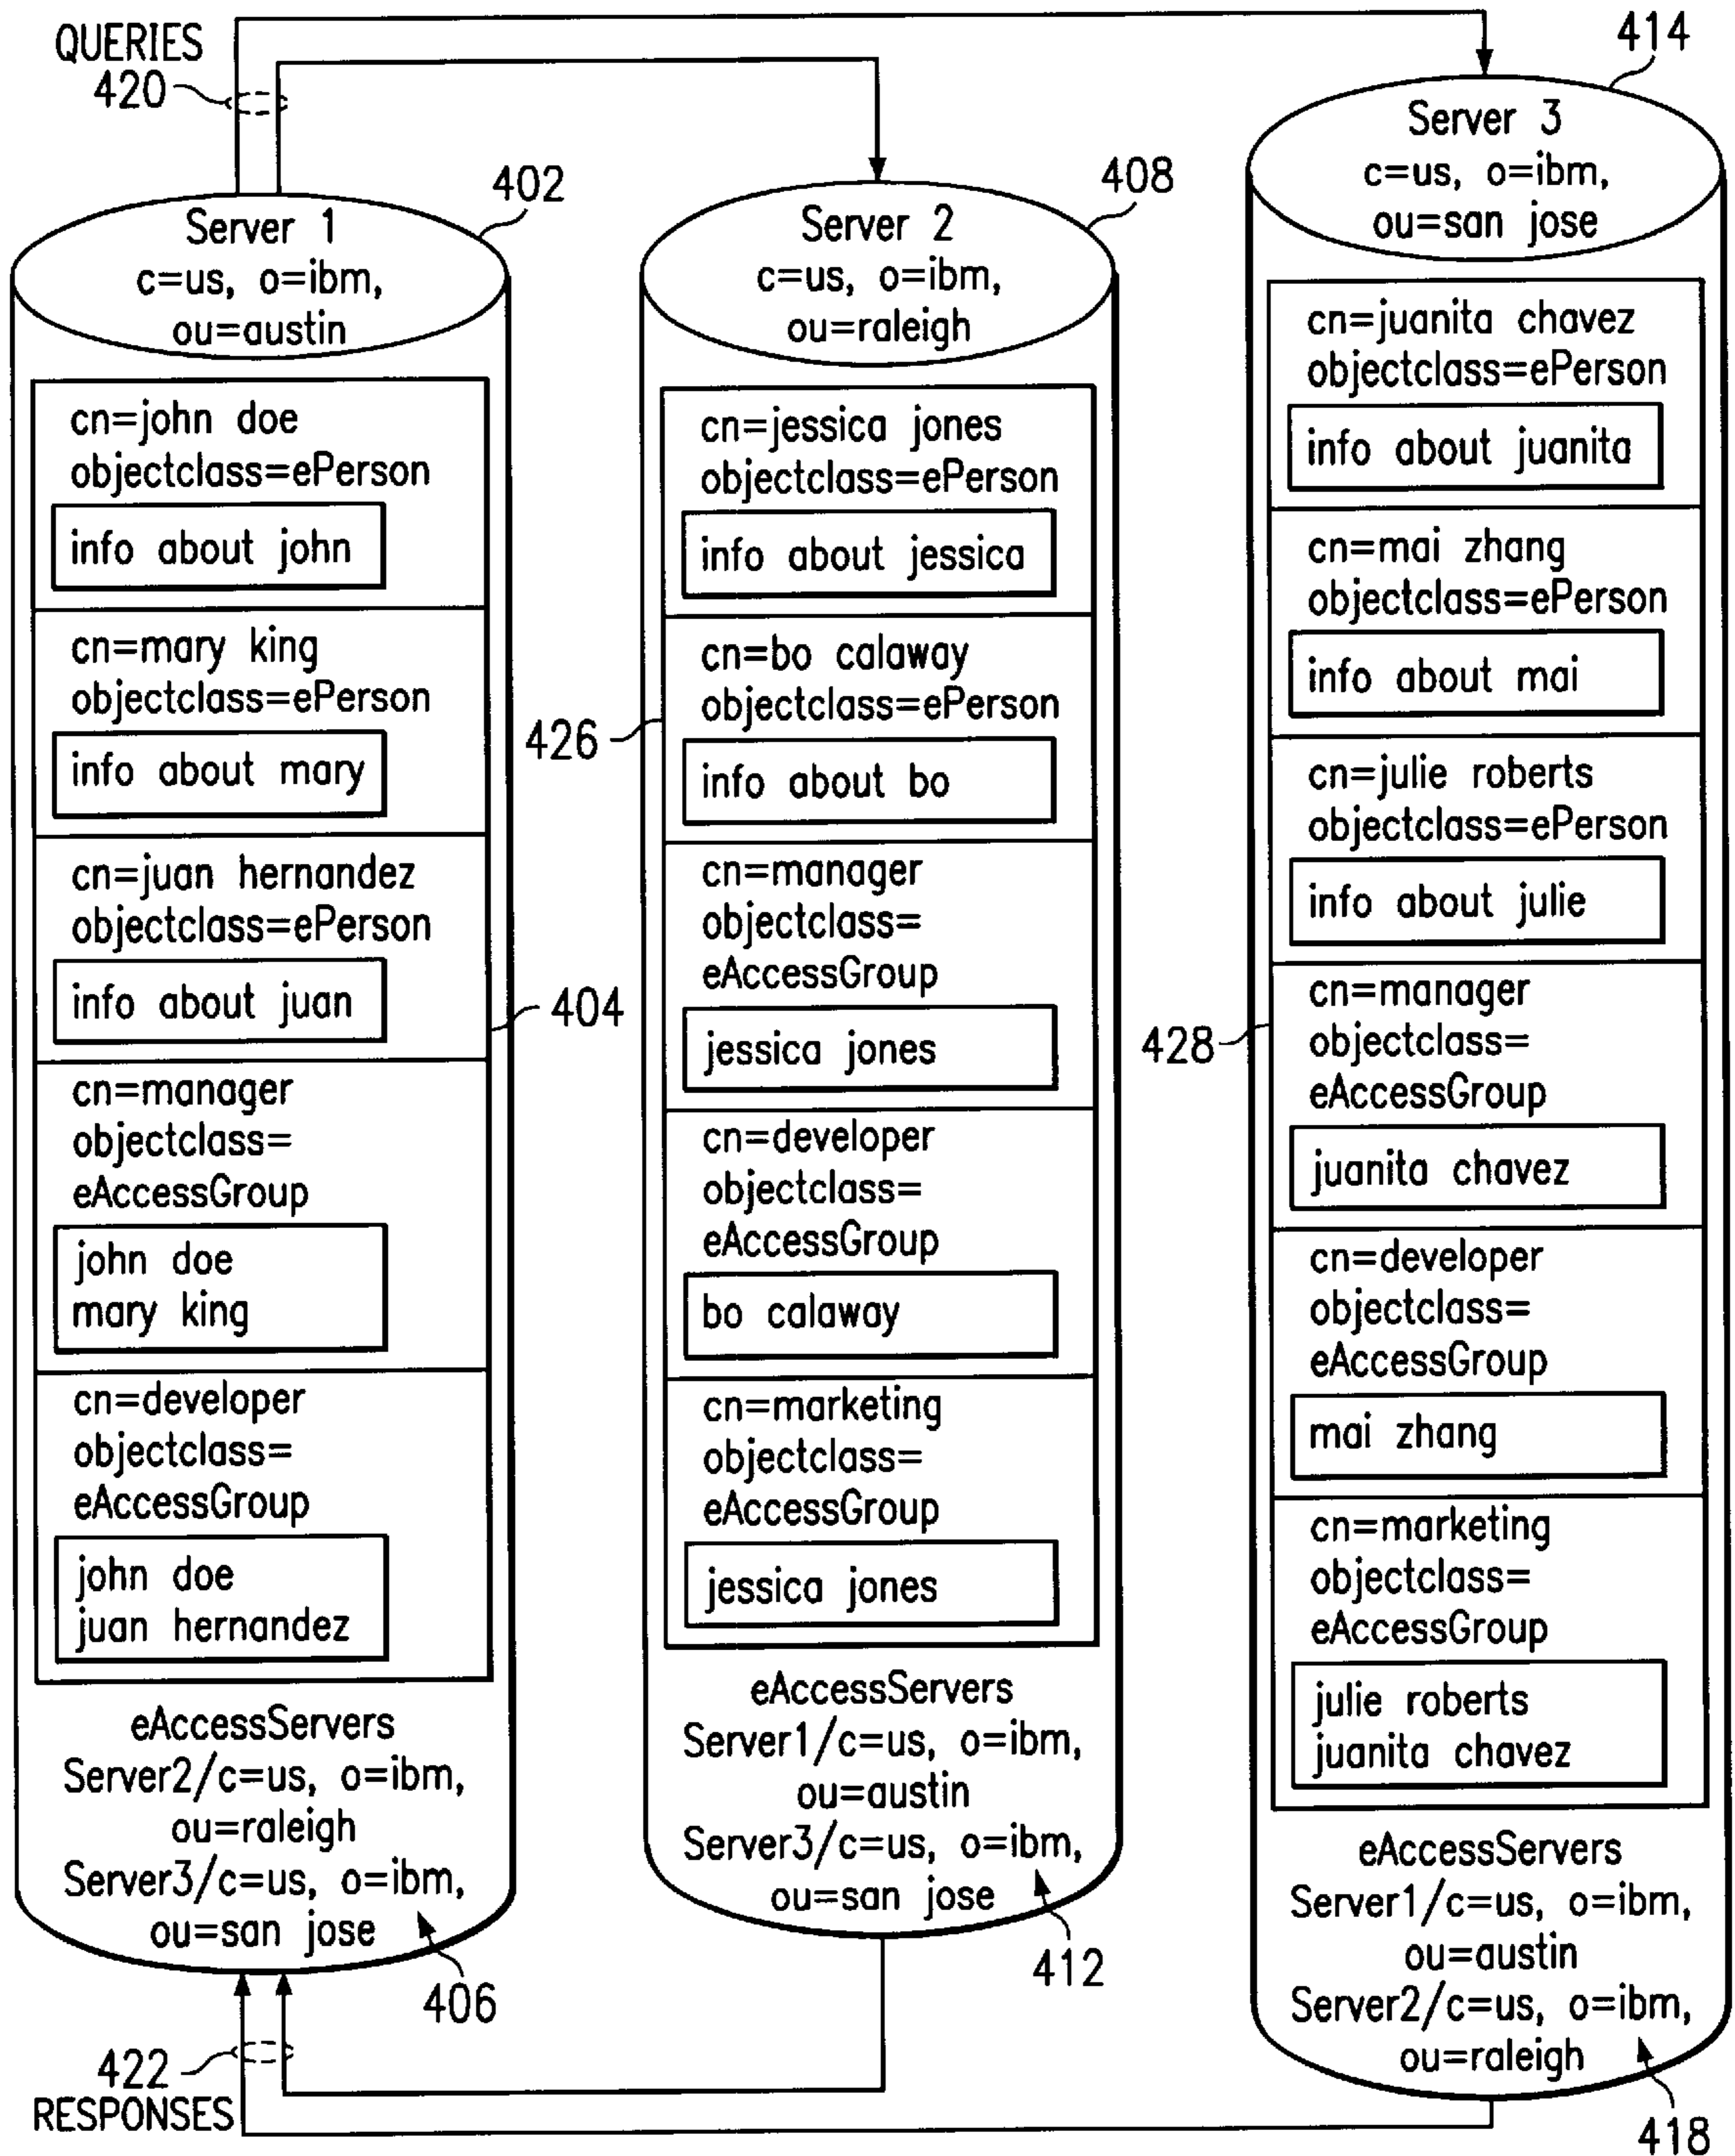 QUERIES
420
402
Server 1
c=us, o=ibm,
ou=austin
cn=john doe
objectclass=ePerson
info about john
cn=mary king
objectclass=ePerson
info about mary
cn=juan hernandez
objectclass=ePerson
info about juan
404
cn=manager
objectclass=
eAccessGroup
john doe
mary king
cn=developer
objectclass=
eAccessGroup
john doe
juan hernandez
eAccessServers
Server2/c=us, o=ibm,
ou=raleigh
Server3/c=us, o=ibm,
ou=san jose
406
422
RESPONSES
408
Server 2
c=us, o=ibm,
ou=raleigh
cn=jessica jones
objectclass=ePerson
info about jessica
cn=bo calaway
objectclass=ePerson
426
info about bo
cn=manager
objectclass=
eAccessGroup
jessica jones
cn=developer
objectclass=
eAccessGroup
bo calaway
cn=marketing
objectclass=
eAccessGroup
jessica jones
eAccessServers
Server1/c=us, o=ibm,
ou=austin
Server3/c=us, o=ibm,
ou=san jose
412
414
Server 3
c=us, o=ibm,
ou=san jose
cn=juanita chavez
objectclass=ePerson
info about juanita
cn=mai zhang
objectclass=ePerson
info about mai
cn=julie roberts
objectclass=ePerson
info about julie
cn=manager
428
objectclass=
eAccessGroup
juanita chavez
cn=developer
objectclass=
eAccessGroup
mai zhang
cn=marketing
objectclass=
eAccessGroup
julie roberts
juanita chavez
eAccessServers
Server1/c=us, o=ibm,
ou=austin
Server2/c=us, o=ibm,
ou=raleigh
418